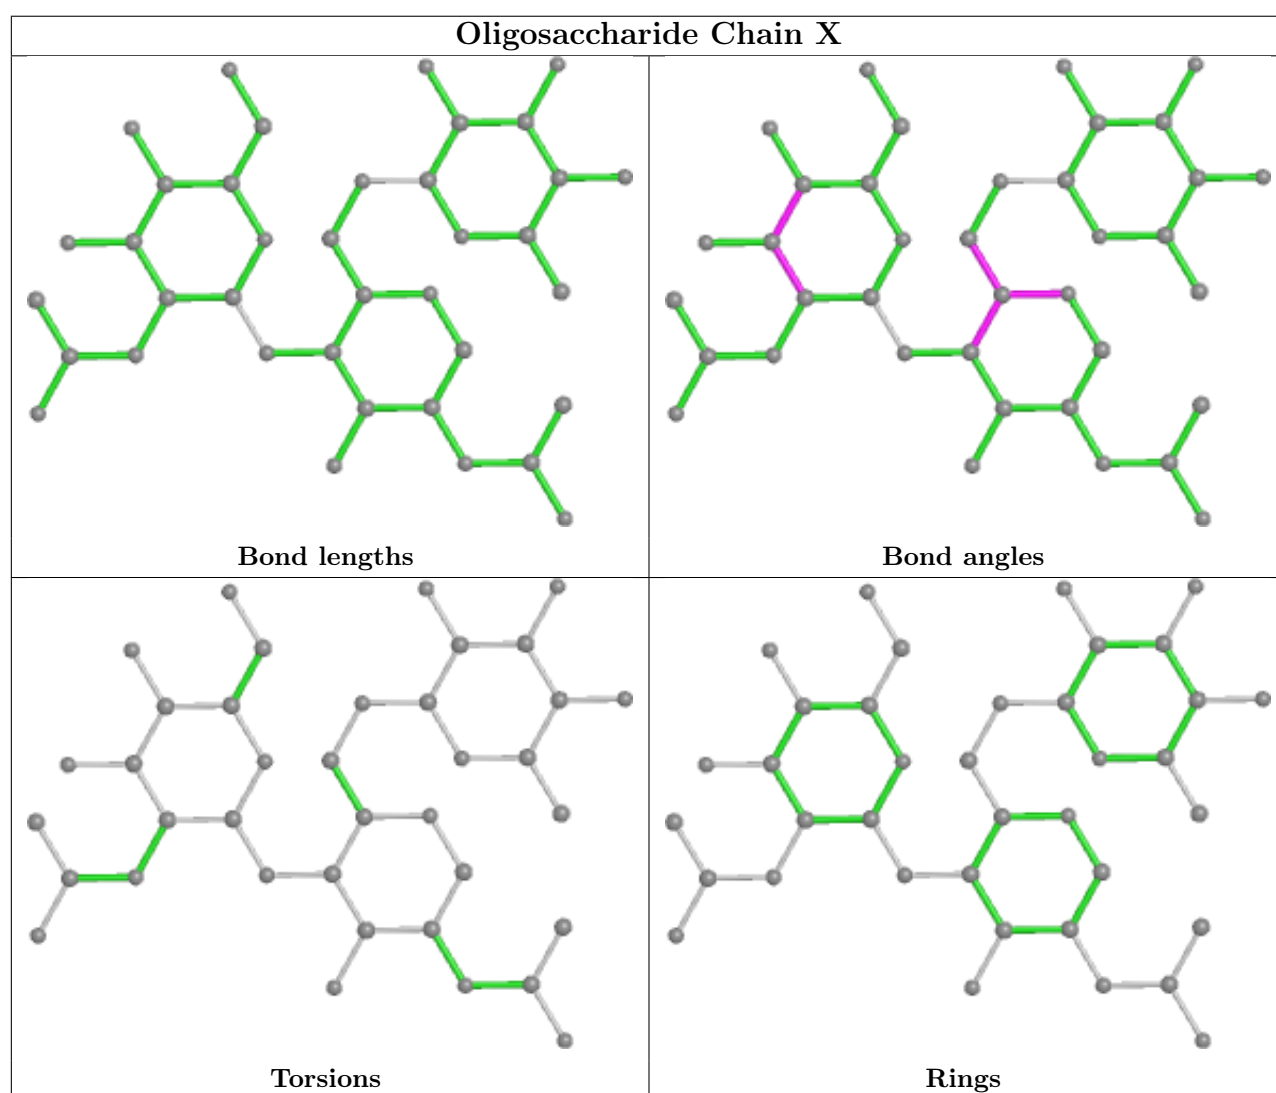 Oligosaccharide Chain X
Bond lengths
Bond angles
Torsions
Rings